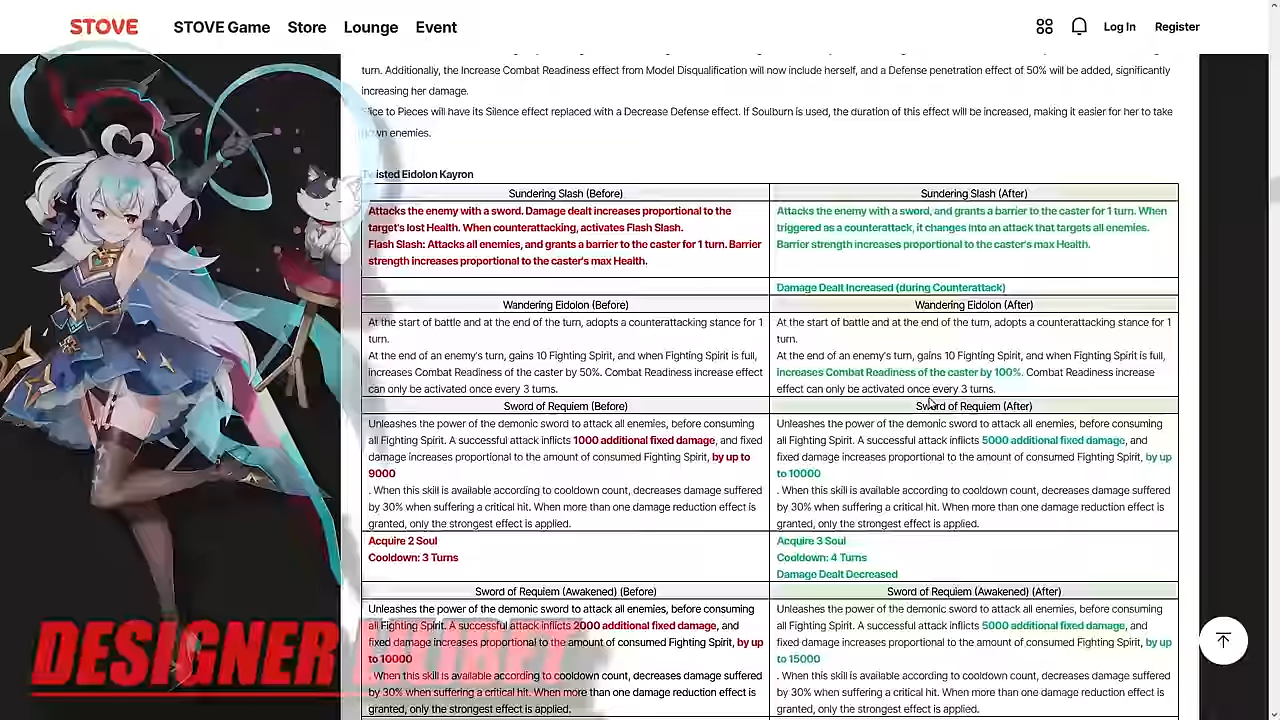 STOVE
STOVE Game
Store
Lounge
Event
Log In
Register
turn. Additionally, the Increase Combat Readiness effect from Model Disqualification will now include herself, and a Defense penetration effect of 50% will be added, significantly
increasing her damage.
to Pieces will have its Silence effect replaced with a Decrease Defense effect. If Soulburn is used, the duration of this effect will be increased, making it easier for her to take
down enemies.
Twisted Eidolon Kayron
Sundering Slash (Before)
Sundering Slash (After)
Attacks the enemy with a sword. Damage dealt increases proportional to the
target's lost Health. When counterattacking, activates Flash Slash.
Flash Slash: Attacks all enemies, and grants a barrier to the caster for 1 turn. Barrier
strength increases proportional to the caster's max Health.
Attacks the enemy with a sword, and grants a barrier to the caster for 1 turn. When
triggered as a counterattack, it changes into an attack that targets all enemies.
Barrier strength increases proportional to the caster's max Health.
Damage Dealt Increased (during Counterattack)
Wandering Eidolon (Before)
Wandering Eidolon (After)
At the start of battle and at the end of the turn, adopts a counterattacking stance for 1
turn.
At the end of an enemy's turn, gains 10 Fighting Spirit, and when Fighting Spirit is full,
increases Combat Readiness of the caster by 50%. Combat Readiness increase effect
can only be activated once every 3 turns.
At the start of battle and at the end of the turn, adopts a counterattacking stance for 1
turn.
At the end of an enemy's turn, gains 10 Fighting Spirit, and when Fighting Spirit is full,
increases Combat Readiness of the caster by 100%. Combat Readiness increase
effect can only be activated once every 3 turns.
Sword of Requiem (Before)
Sword of Requiem (After)
Unleashes the power of the demonic sword to attack all enemies, before consuming
all Fighting Spirit. A successful attack inflicts 1000 additional fixed damage, and fixed
damage increases proportional to the amount of consumed Fighting Spirit, by up to
9000
. When this skill is available according to cooldown count, decreases damage suffered
by 30% when suffering a critical hit. When more than one damage reduction effect is
granted, only the strongest effect is applied.
Unleashes the power of the demonic sword to attack all enemies, before consuming
all Fighting Spirit. A successful attack inflicts 5000 additional fixed damage, and
fixed damage increases proportional to the amount of consumed Fighting Spirit, by up
to 10000
. When this skill is available according to cooldown count, decreases damage suffered
by 30% when suffering a critical hit. When more than one damage reduction effect is
granted, only the strongest effect is applied.
Acquire 2 Soul
Cooldown: 3 Turns
Acquire 3 Soul
Cooldown: 4 Turns
Damage Dealt Decreased
Sword of Requiem (Awakened) (Before)
Sword of Requiem (Awakened) (After)
Unleashes the power of the demonic sword to attack all enemies, before consuming
all Fighting Spirit. A successful attack inflicts 2000 additional fixed damage, and
fixed damage increases proportional to the amount of consumed Fighting Spirit, by up
to 10000
. When this skill is available according to cooldown count, decreases damage suffered
by 30% when suffering a critical hit. When more than one damage reduction effect is
granted, only the strongest effect is applied.
Unleashes the power of the demonic sword to attack all enemies, before consuming
all Fighting Spirit. A successful attack inflicts 5000 additional fixed damage, and
fixed damage increases proportional to the amount of consumed Fighting Spirit, by up
to 15000
. When this skill is available according to cooldown count, decreases damage suffered
by 30% when suffering a critical hit. When more than one damage reduction effect is
granted, only the strongest effect is applied.
DESIGNER